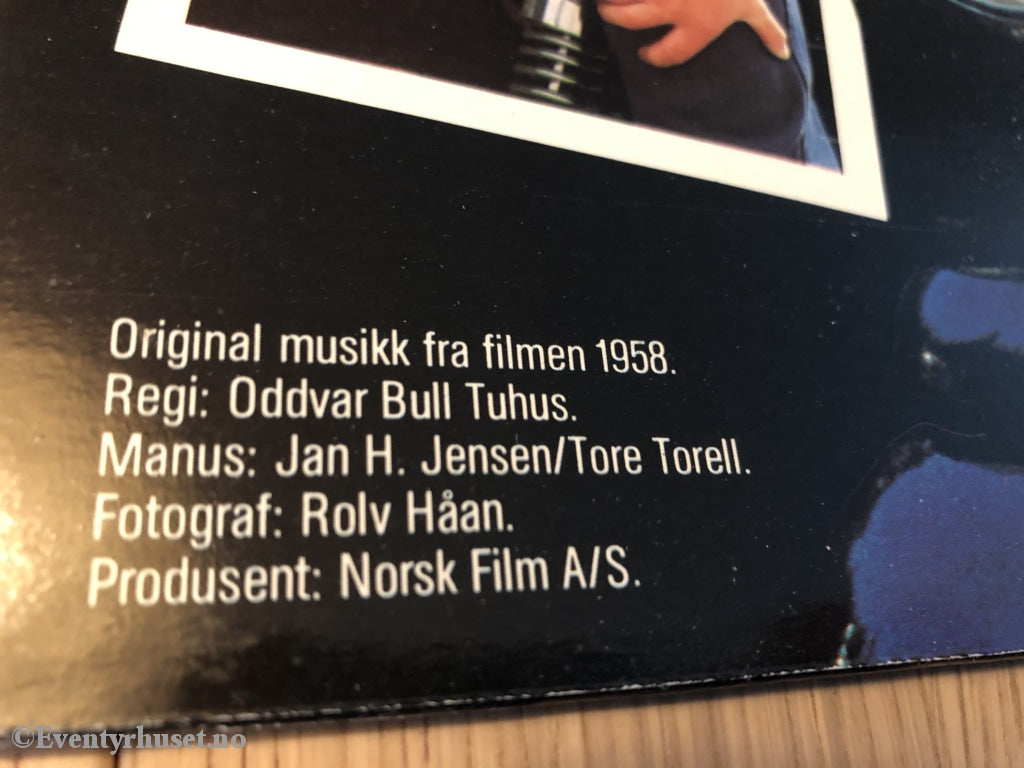 Original musikk fra filmen 1958.
Regi: Oddvar Bull Tuhus.
Manus: Jan H. Jensen/Tore Torell.
Fotograf: Rolv Håan.
Produsent: Norsk Film A/S.
©Eventyrhuset.no